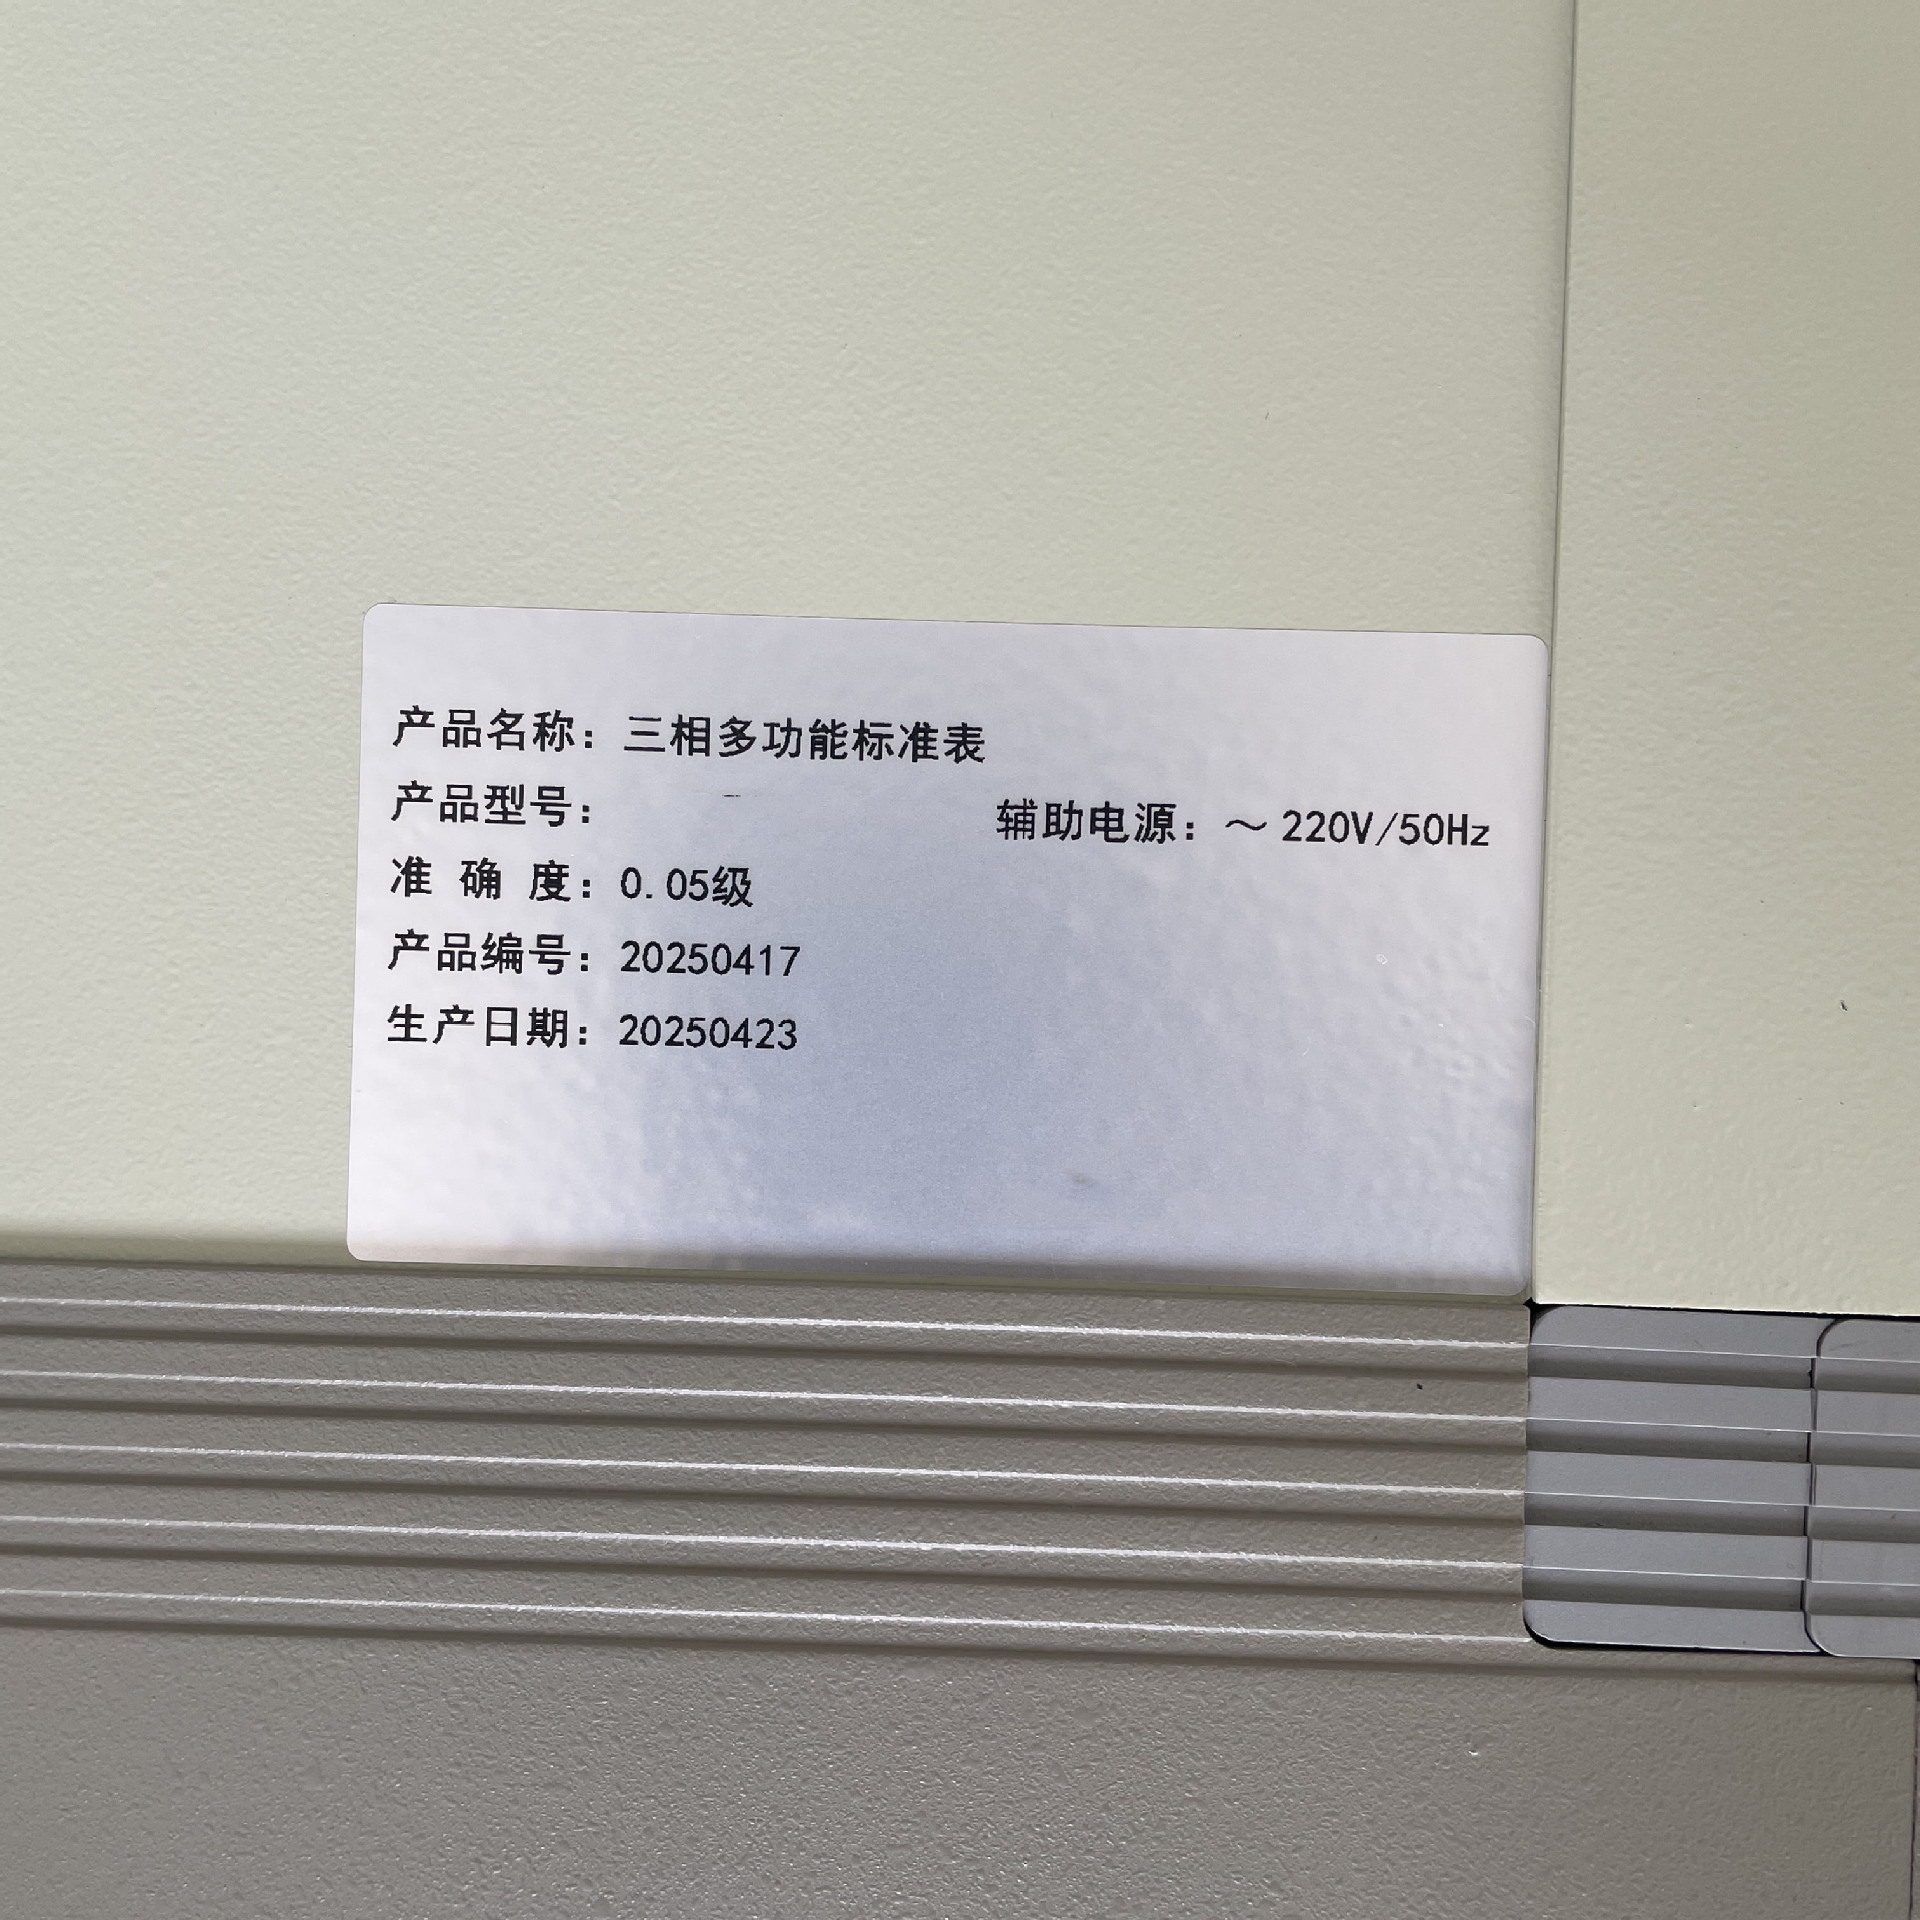 产品名称：三相多功能标准表
产品型号：
辅助电源：～220V/50Hz
准 确 度：0.05级
产品编号：20250417
生产日期：20250423